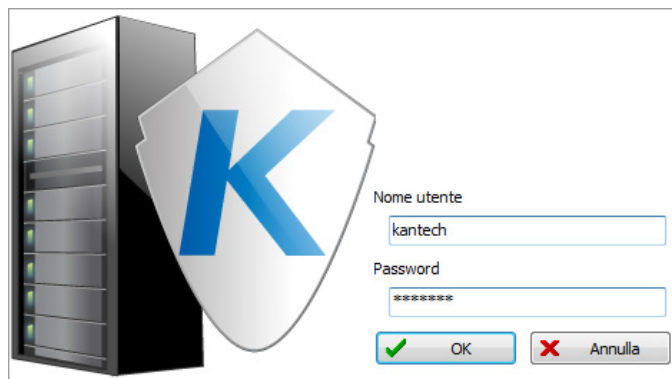 K
Nome utente
kantech
Password
*******
OK
Annulla